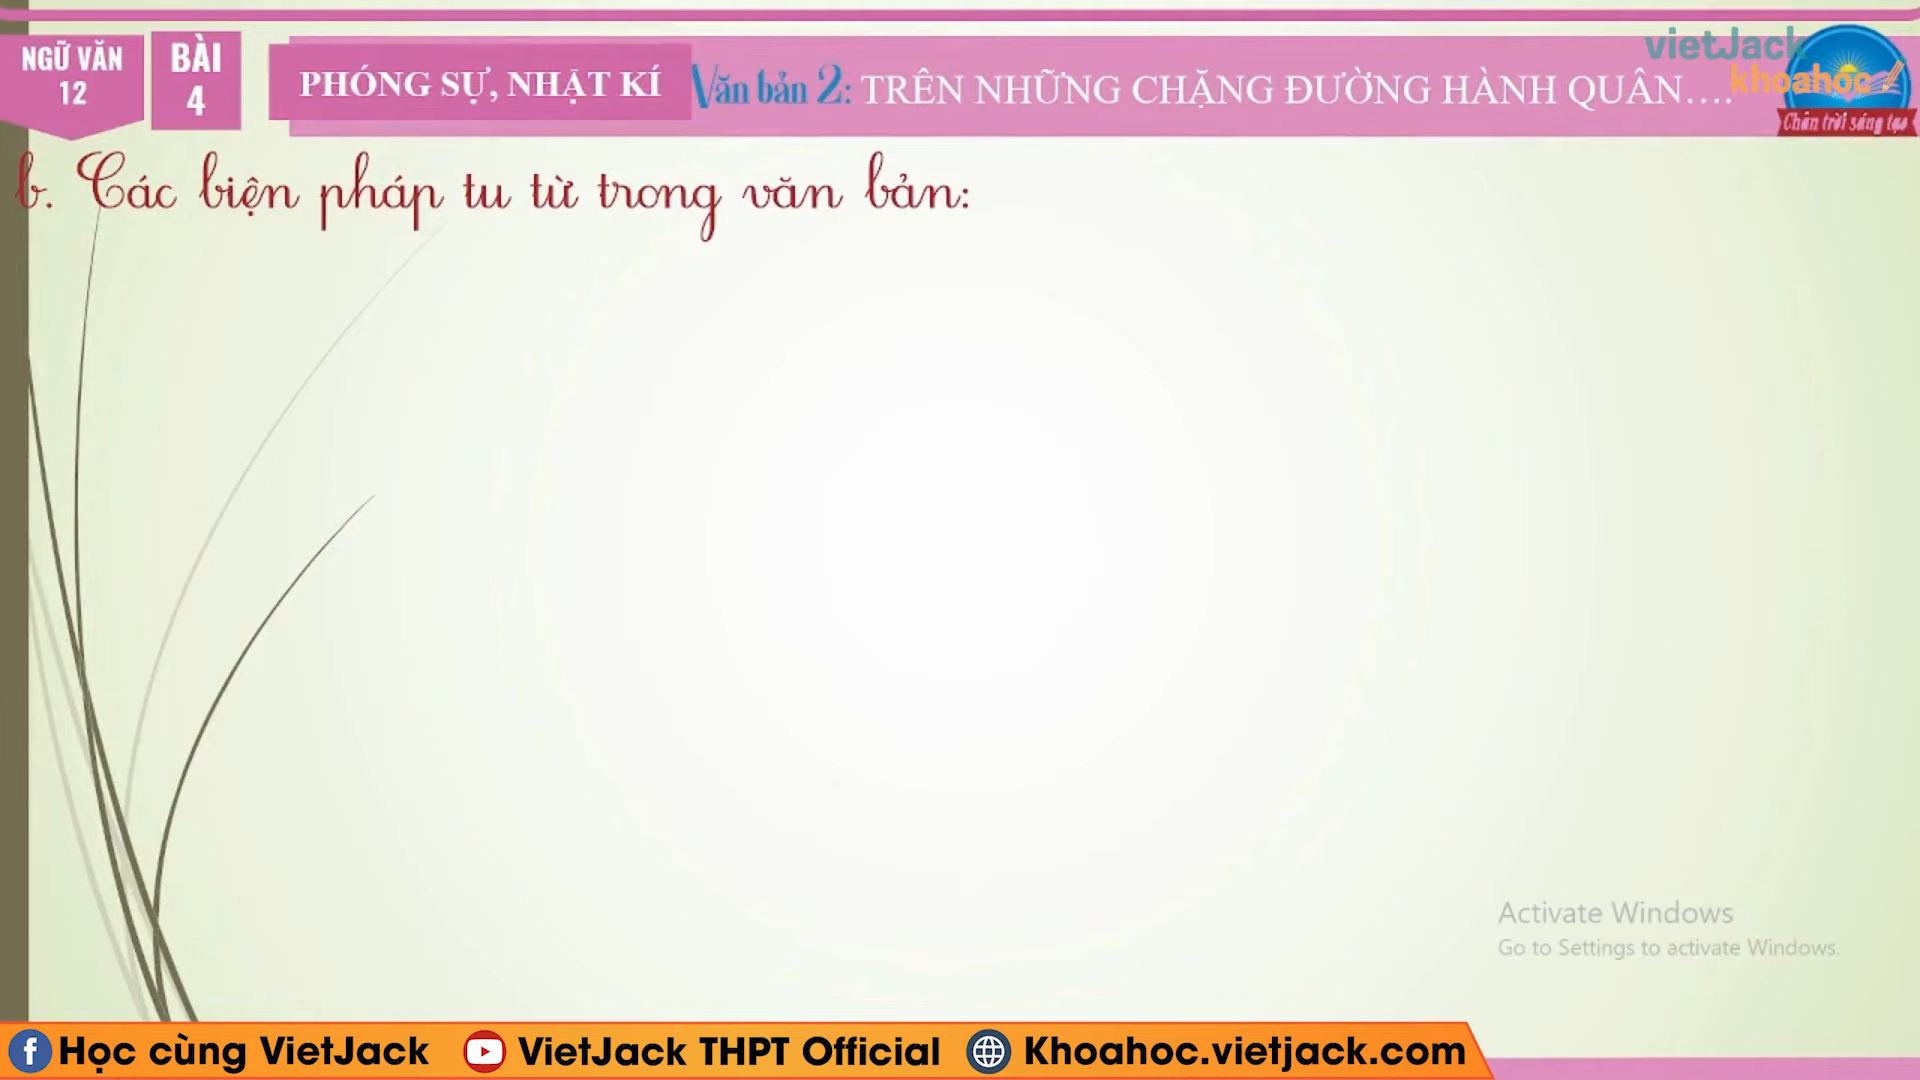 NGỮ VĂN
12
BÀI
4
PHÓNG SỰ, NHẬT KÍ
Văn bản 2: TRÊN NHỮNG CHẶNG ĐƯỜNG HÀNH QUÂN....
vietJack
khoahoc
Chân trời sáng tạo
b. Các biện pháp tu từ trong văn bản:
Activate Windows
Go to Settings to activate Windows.
Học cùng VietJack
VietJack THPT Official
Khoahoc.vietjack.com